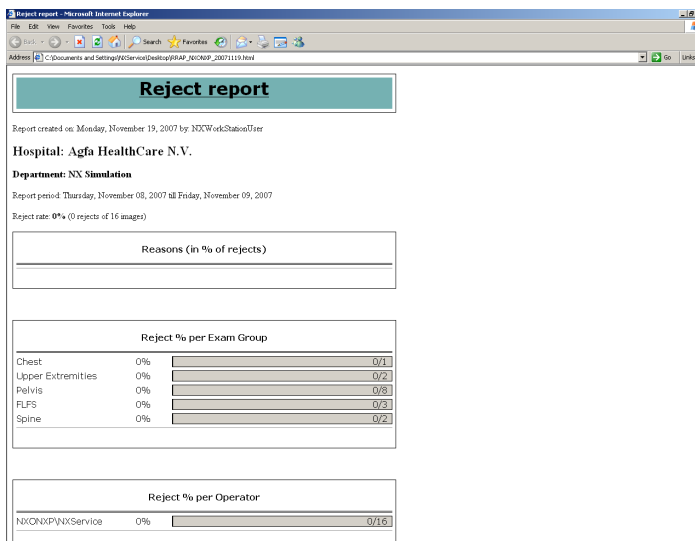 Reject report - Microsoft Internet Explorer
File Edit View Favorites Tools Help
Back Search Favorites
Address C:\Documents and Settings\NXService\Desktop\RRAP_NXONXP_20071119.html Go Links
Reject report
Report created on: Monday, November 19, 2007 by: NXWorkStationUser
Hospital: Agfa HealthCare N.V.
Department: NX Simulation
Report period: Thursday, November 08, 2007 till Friday, November 09, 2007
Reject rate: 0% (0 rejects of 16 images)
Reasons (in % of rejects)
Reject % per Exam Group
Chest 0% 0/1
Upper Extremities 0% 0/2
Pelvis 0% 0/8
FLFS 0% 0/3
Spine 0% 0/2
Reject % per Operator
NXONXP\NXService 0% 0/16